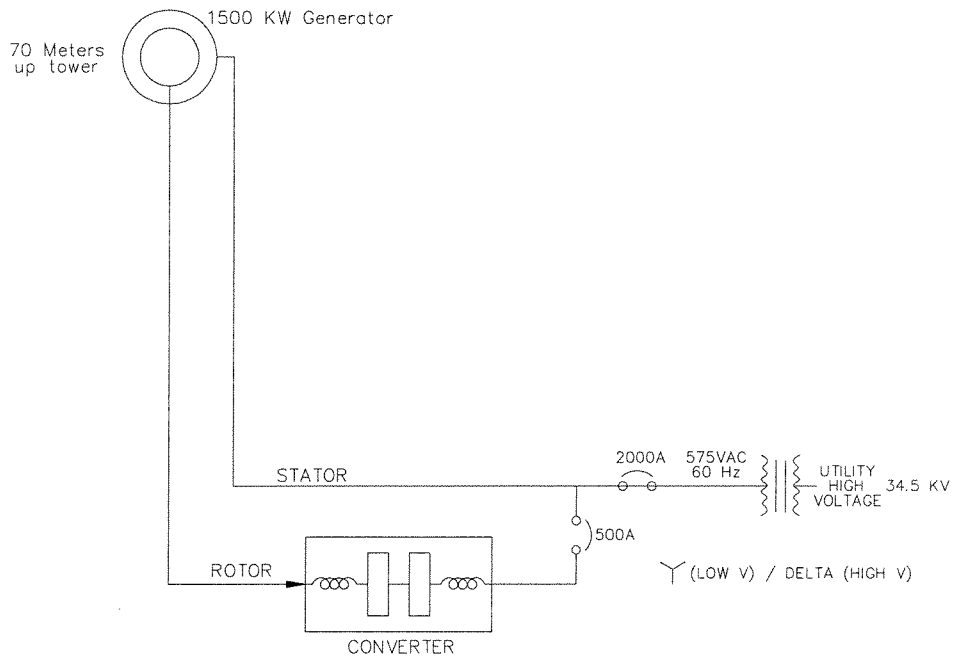 1500 KW Generator
70 Meters
up tower
STATOR
2000A
575VAC
60 Hz
UTILITY
HIGH
VOLTAGE
34.5 KV
500A
ROTOR
(LOW V) / DELTA (HIGH V)
CONVERTER